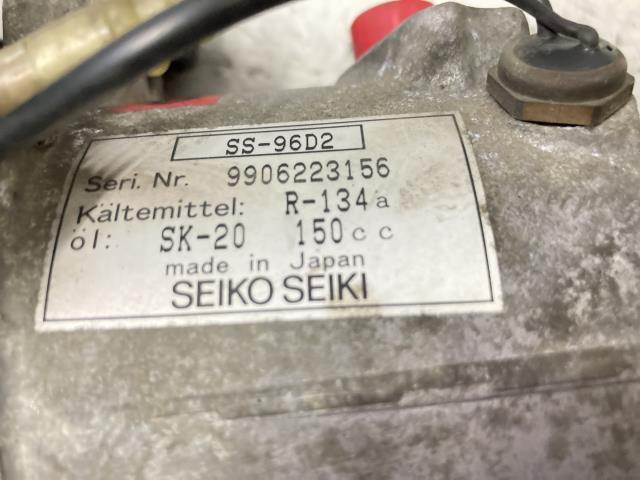 SS-96D2
Seri. Nr. 9906223156
Kältemittel: R-134a
öl: SK-20 150cc
made in Japan
SEIKO SEIKI